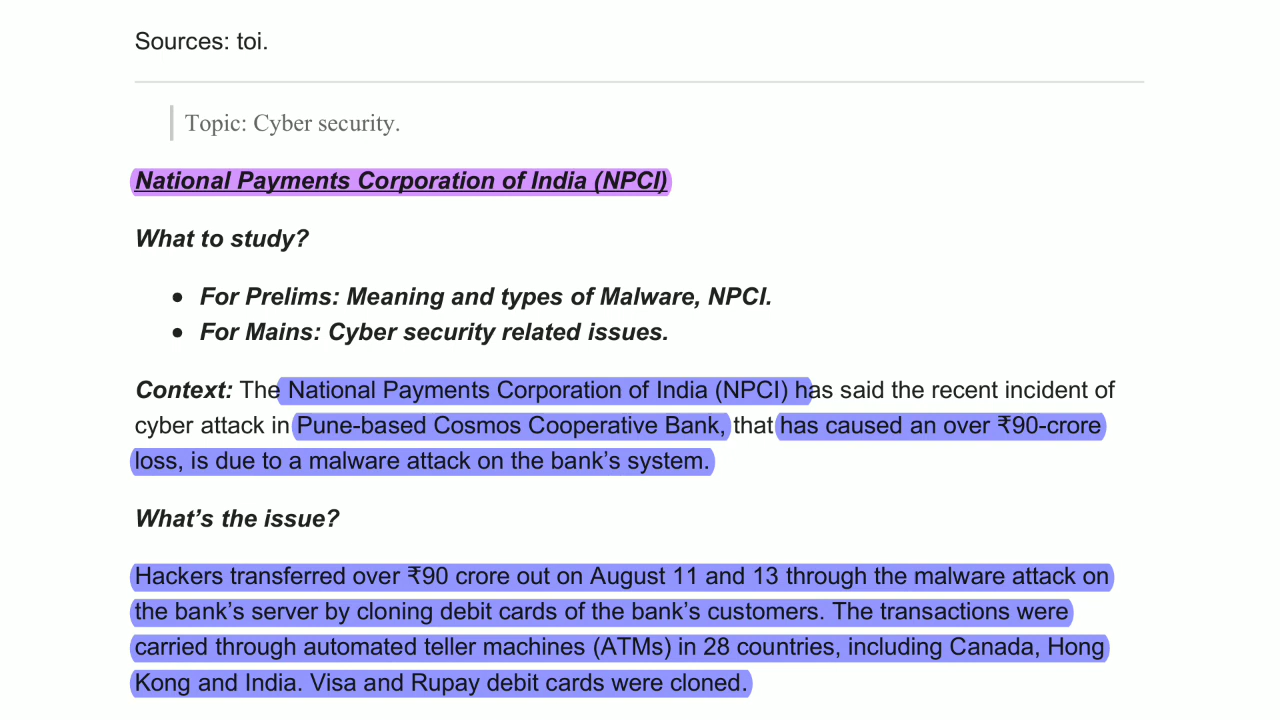 Sources: toi.
Topic: Cyber security.
National Payments Corporation of India (NPCI)
What to study?
● For Prelims: Meaning and types of Malware, NPCI.
● For Mains: Cyber security related issues.
Context: The National Payments Corporation of India (NPCI) has said the recent incident of
cyber attack in Pune-based Cosmos Cooperative Bank, that has caused an over ₹90-crore
loss, is due to a malware attack on the bank’s system.
What’s the issue?
Hackers transferred over ₹90 crore out on August 11 and 13 through the malware attack on
the bank’s server by cloning debit cards of the bank’s customers. The transactions were
carried through automated teller machines (ATMs) in 28 countries, including Canada, Hong
Kong and India. Visa and Rupay debit cards were cloned.